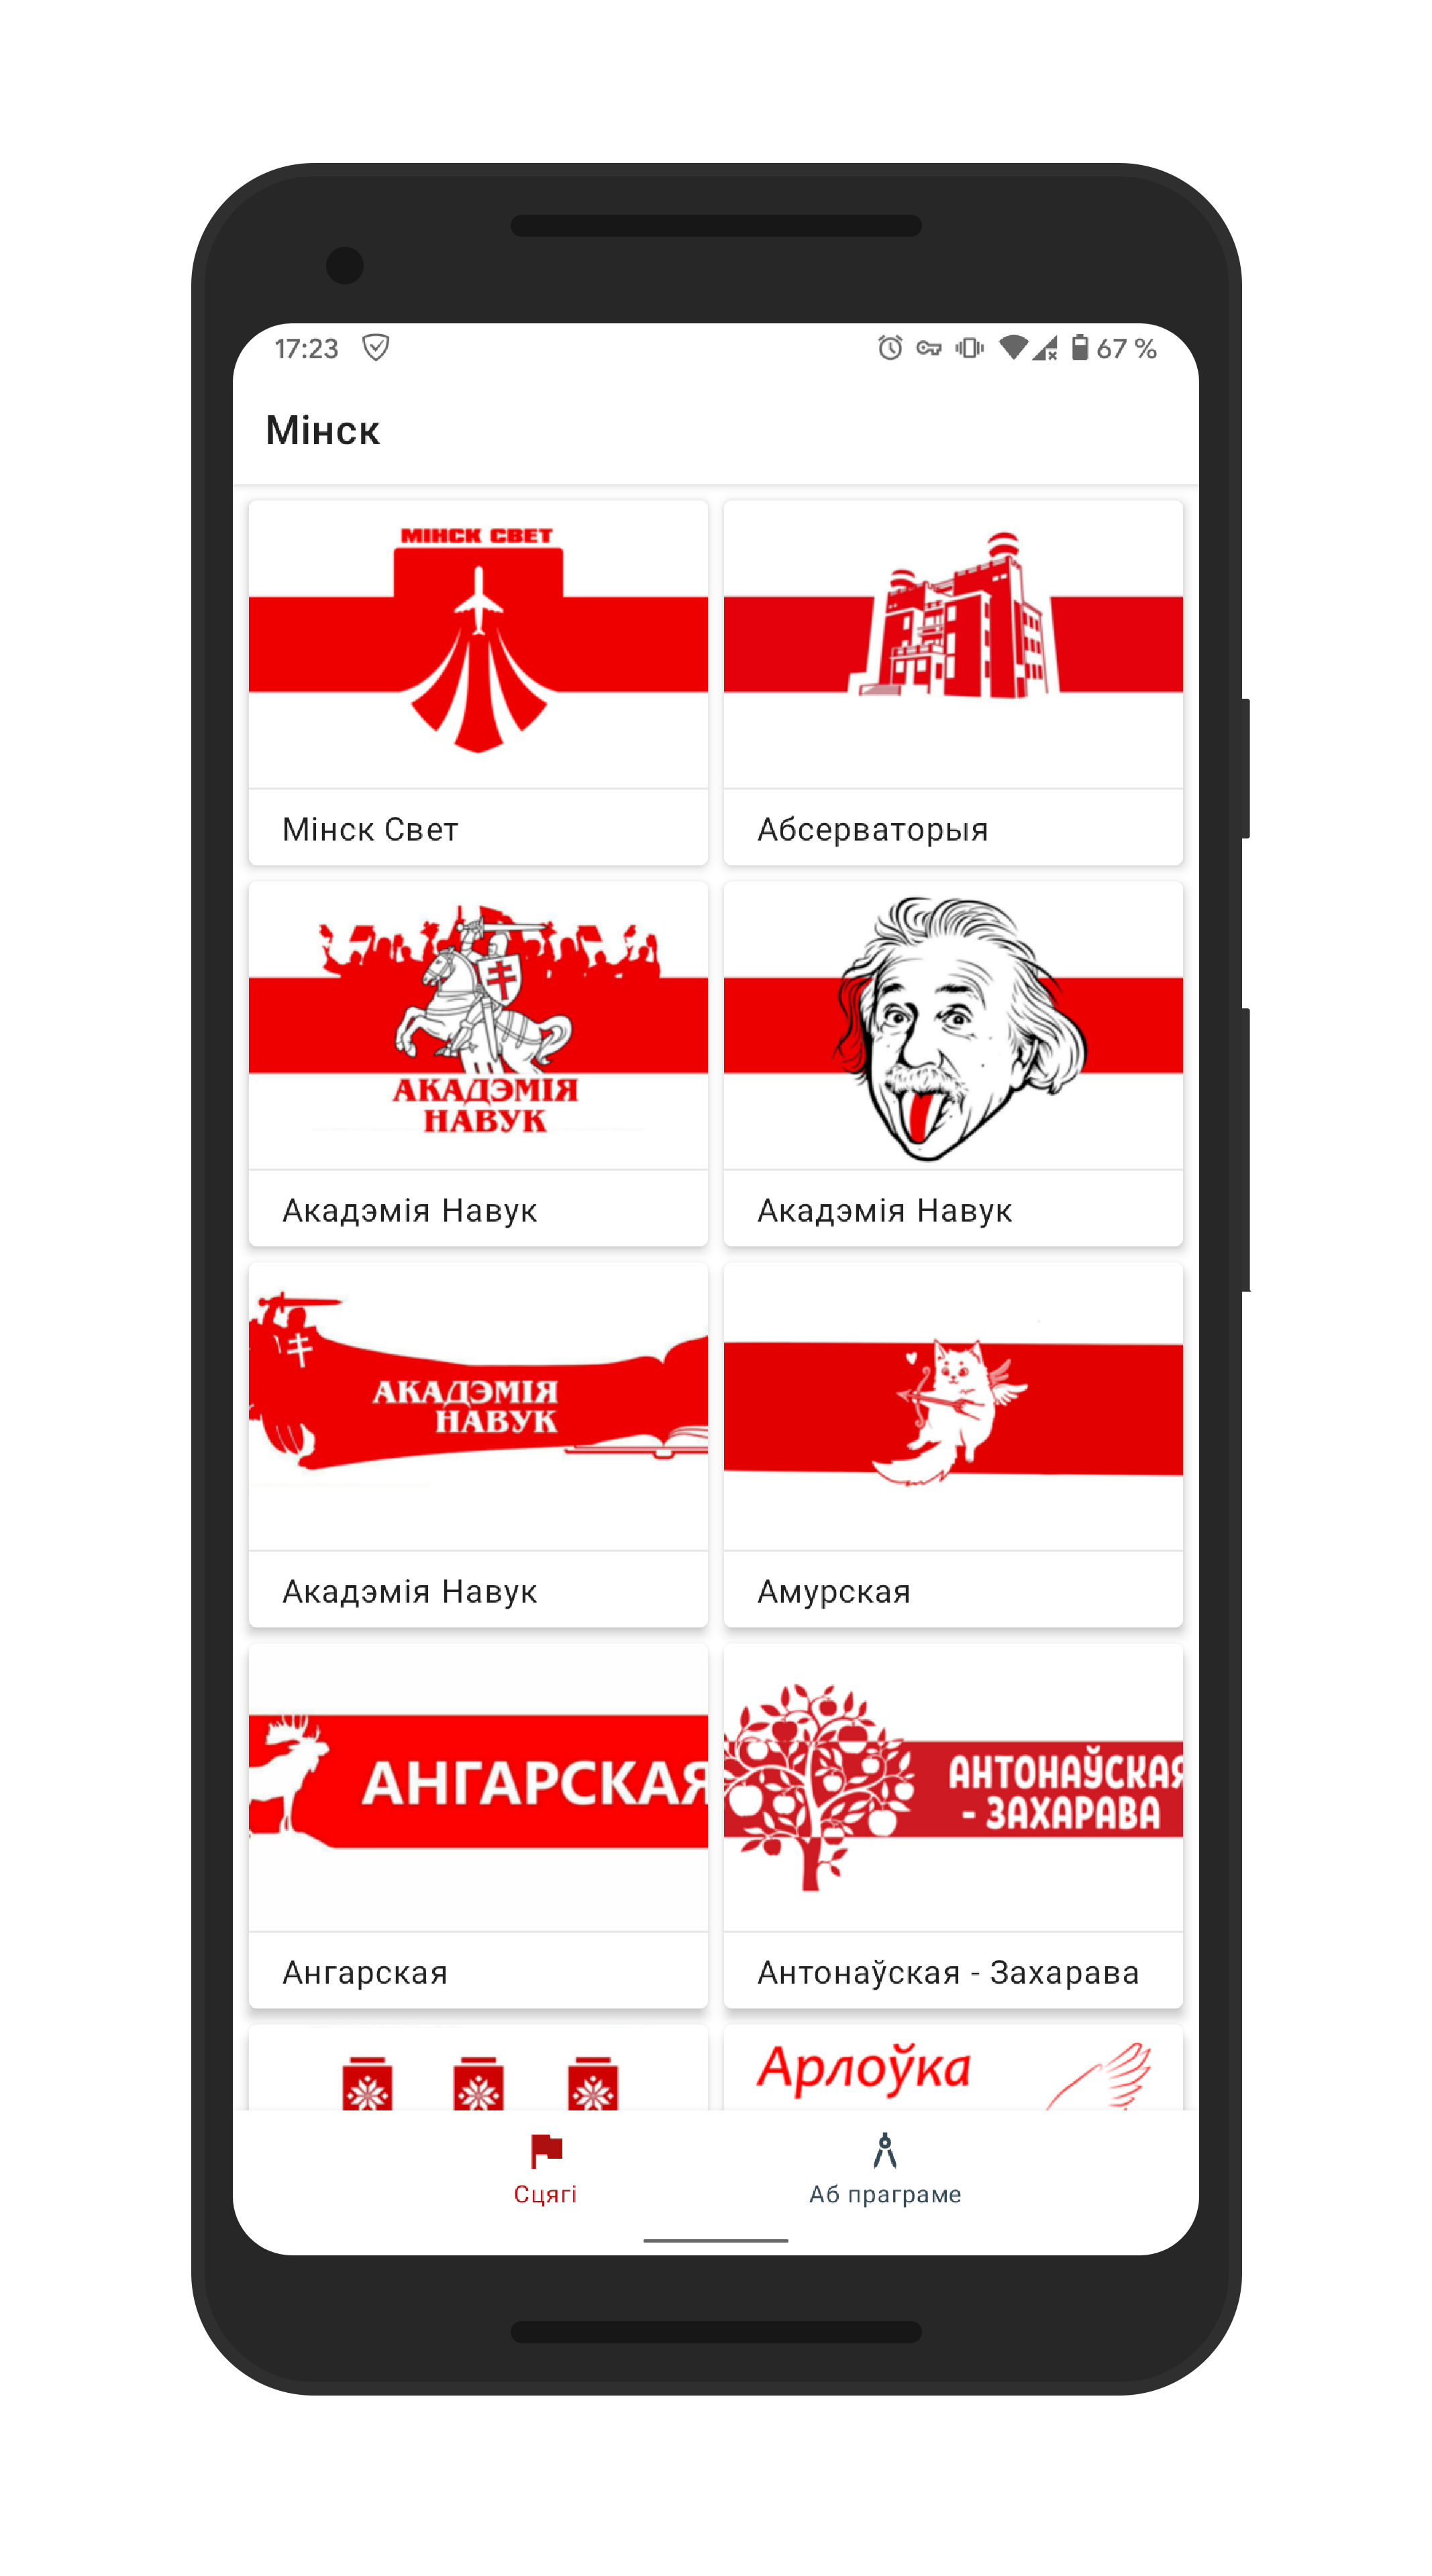 17:23
67 %
Мінск
МІНСК СВЕТ
Мінск Свет
Абсерваторыя
АКАДЭМІЯ
НАВУК
Акадэмія Навук
Акадэмія Навук
АКАДЭМІЯ
НАВУК
Акадэмія Навук
Амурская
АНГАРСКАЯ
Ангарская
АНТОНАЎСКАЯ
- ЗАХАРАВА
Антонаўская - Захарава
Арлоўка
Сцягі
Аб праграме